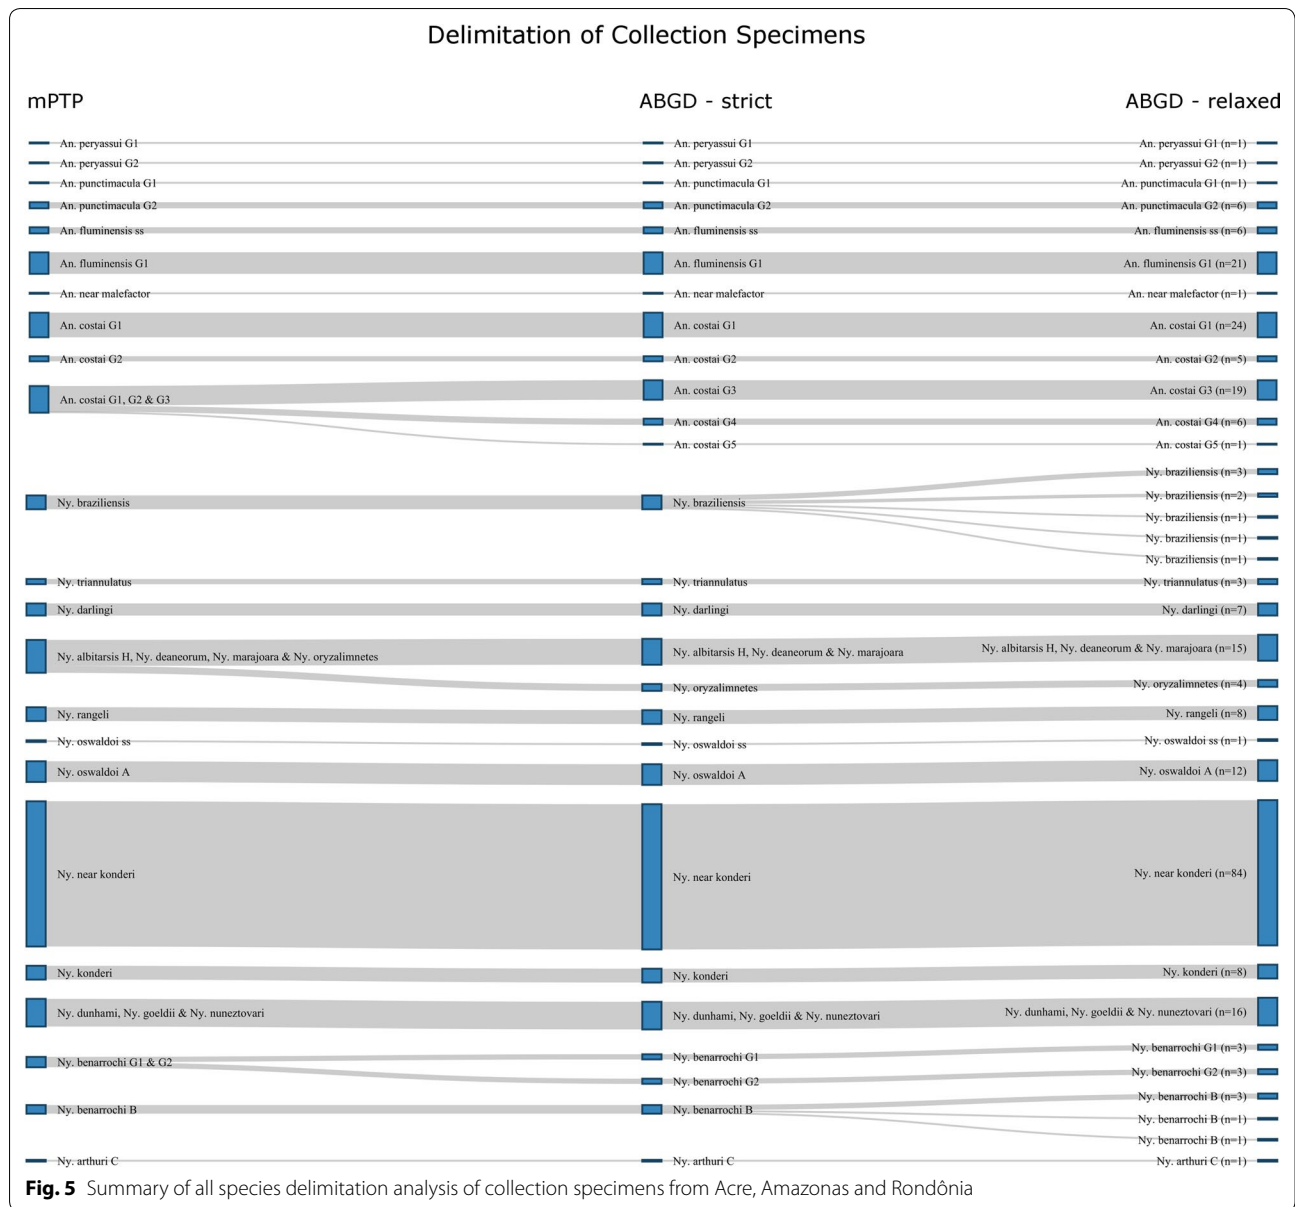 Delimitation of Collection Specimens
mPTP ABGD - strict ABGD - relaxed
An. peryassui G1 An. peryassui G1 An. peryassui G1 (n=1)
An. peryassui G2 An. peryassui G2 An. peryassui G2 (n=1)
An. punctimacula G1 An. punctimacula G1 An. punctimacula G1 (n=1)
An. punctimacula G2 An. punctimacula G2 An. punctimacula G2 (n=6)
An. fluminensis ss An. fluminensis ss An. fluminensis ss (n=6)
An. fluminensis G1 An. fluminensis G1 An. fluminensis G1 (n=21)
An. near malefactor An. near malefactor An. near malefactor (n=1)
An. costai G1 An. costai G1 An. costai G1 (n=24)
An. costai G2 An. costai G2 An. costai G2 (n=5)
An. costai G1, G2 & G3 An. costai G3 An. costai G3 (n=19)
An. costai G4 An. costai G4 (n=6)
An. costai G5 An. costai G5 (n=1)
Ny. braziliensis (n=3)
Ny. braziliensis (n=2)
Ny. braziliensis Ny. braziliensis
Ny. braziliensis (n=1)
Ny. braziliensis (n=1)
Ny. braziliensis (n=1)
Ny. triannulatus Ny. triannulatus Ny. triannulatus (n=3)
Ny. darlingi Ny. darlingi Ny. darlingi (n=7)
Ny. albitarsis H, Ny. deaneorum, Ny. marajoara & Ny. oryzalimnetes Ny. albitarsis H, Ny. deaneorum & Ny. marajoara Ny. albitarsis H, Ny. deaneorum & Ny. marajoara (n=15)
Ny. oryzalimnetes Ny. oryzalimnetes (n=4)
Ny. rangeli Ny. rangeli Ny. rangeli (n=8)
Ny. oswaldoi ss Ny. oswaldoi ss Ny. oswaldoi ss (n=1)
Ny. oswaldoi A Ny. oswaldoi A Ny. oswaldoi A (n=12)
Ny. near konderi Ny. near konderi Ny. near konderi (n=84)
Ny. konderi Ny. konderi Ny. konderi (n=8)
Ny. dunhami, Ny. goeldii & Ny. nuneztovari Ny. dunhami, Ny. goeldii & Ny. nuneztovari Ny. dunhami, Ny. goeldii & Ny. nuneztovari (n=16)
Ny. benarrochi G1 & G2 Ny. benarrochi G1 Ny. benarrochi G1 (n=3)
Ny. benarrochi G2 Ny. benarrochi G2 (n=3)
Ny. benarrochi B Ny. benarrochi B Ny. benarrochi B (n=3)
Ny. benarrochi B (n=1)
Ny. benarrochi B (n=1)
Ny. arthuri C Ny. arthuri C Ny. arthuri C (n=1)
Fig. 5 Summary of all species delimitation analysis of collection specimens from Acre, Amazonas and Rondônia